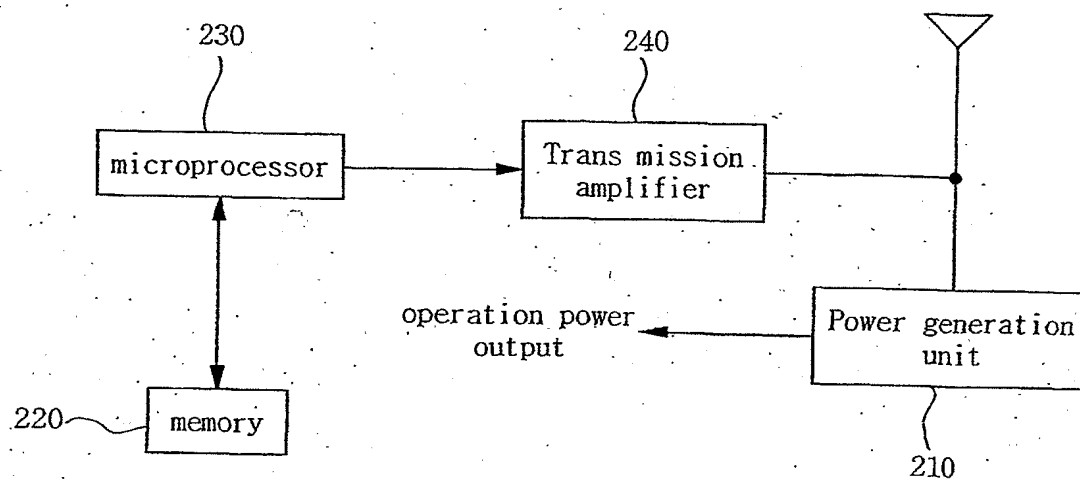 230
240
microprocessor
Trans mission
amplifier
operation power
output
Power generation
unit
220
memory
210